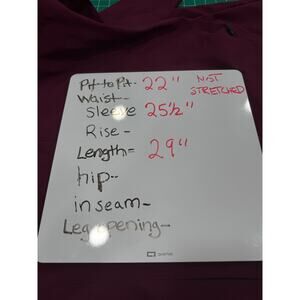 Pit to Pit- 22" NOT
Waist- STRETCHED
Sleeve 25½"
Rise-
Length= 29"
hip-
inseam-
Leg opening-